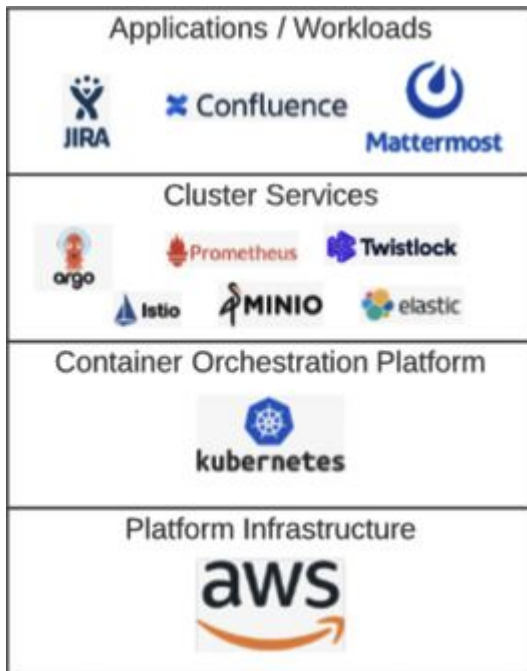 Applications / Workloads
JIRA
Confluence
Mattermost
Cluster Services
argo
Prometheus
Twistlock
Istio
MINIO
elastic
Container Orchestration Platform
kubernetes
Platform Infrastructure
aws